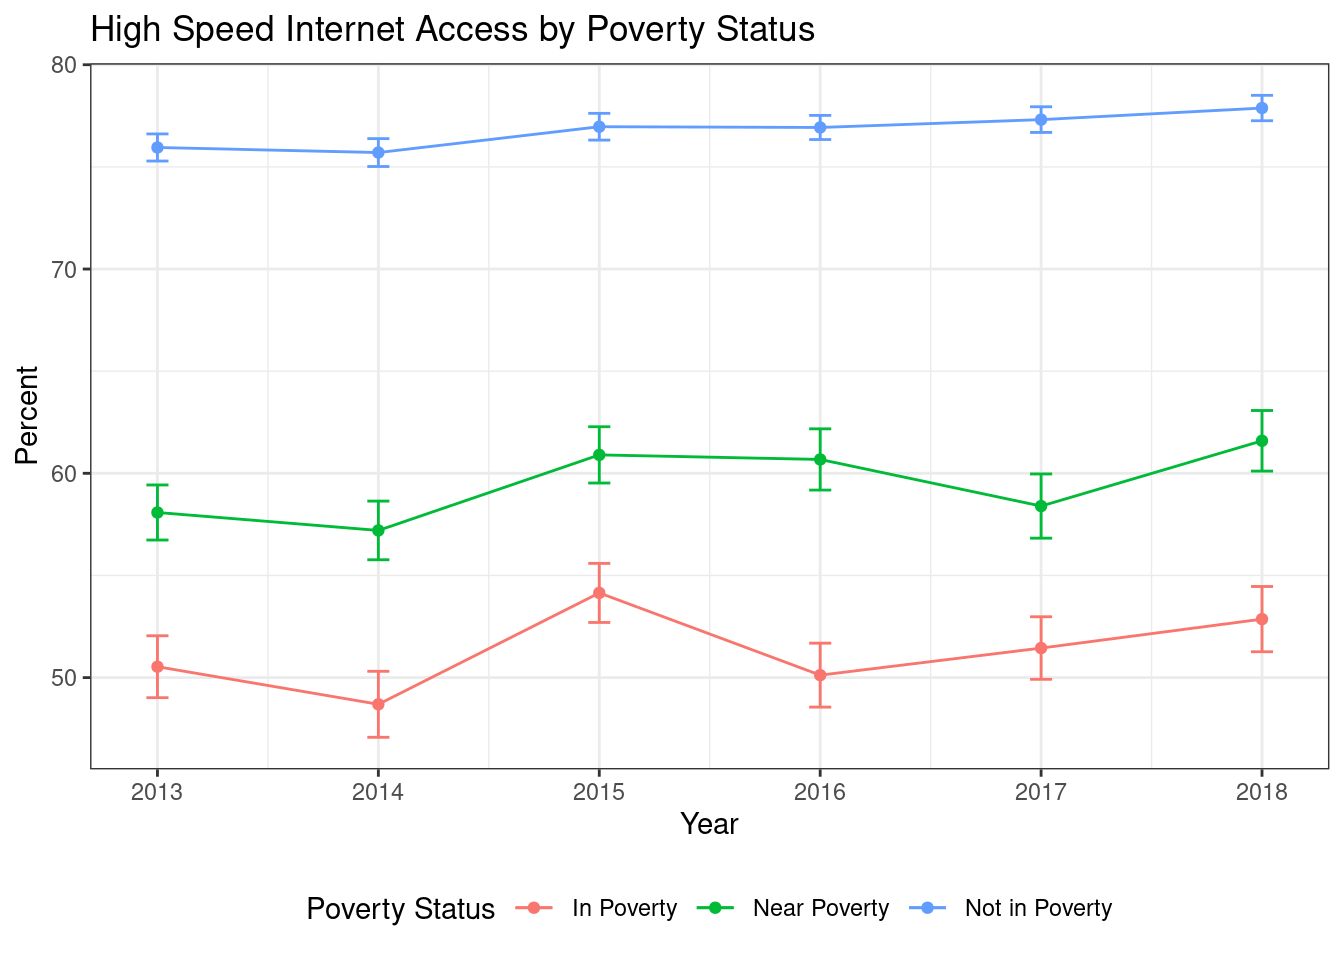 High Speed Internet Access by Poverty Status
80
70
60
50
Percent
2013 2014 2015 2016 2017 2018
Year
Poverty Status In Poverty Near Poverty Not in Poverty